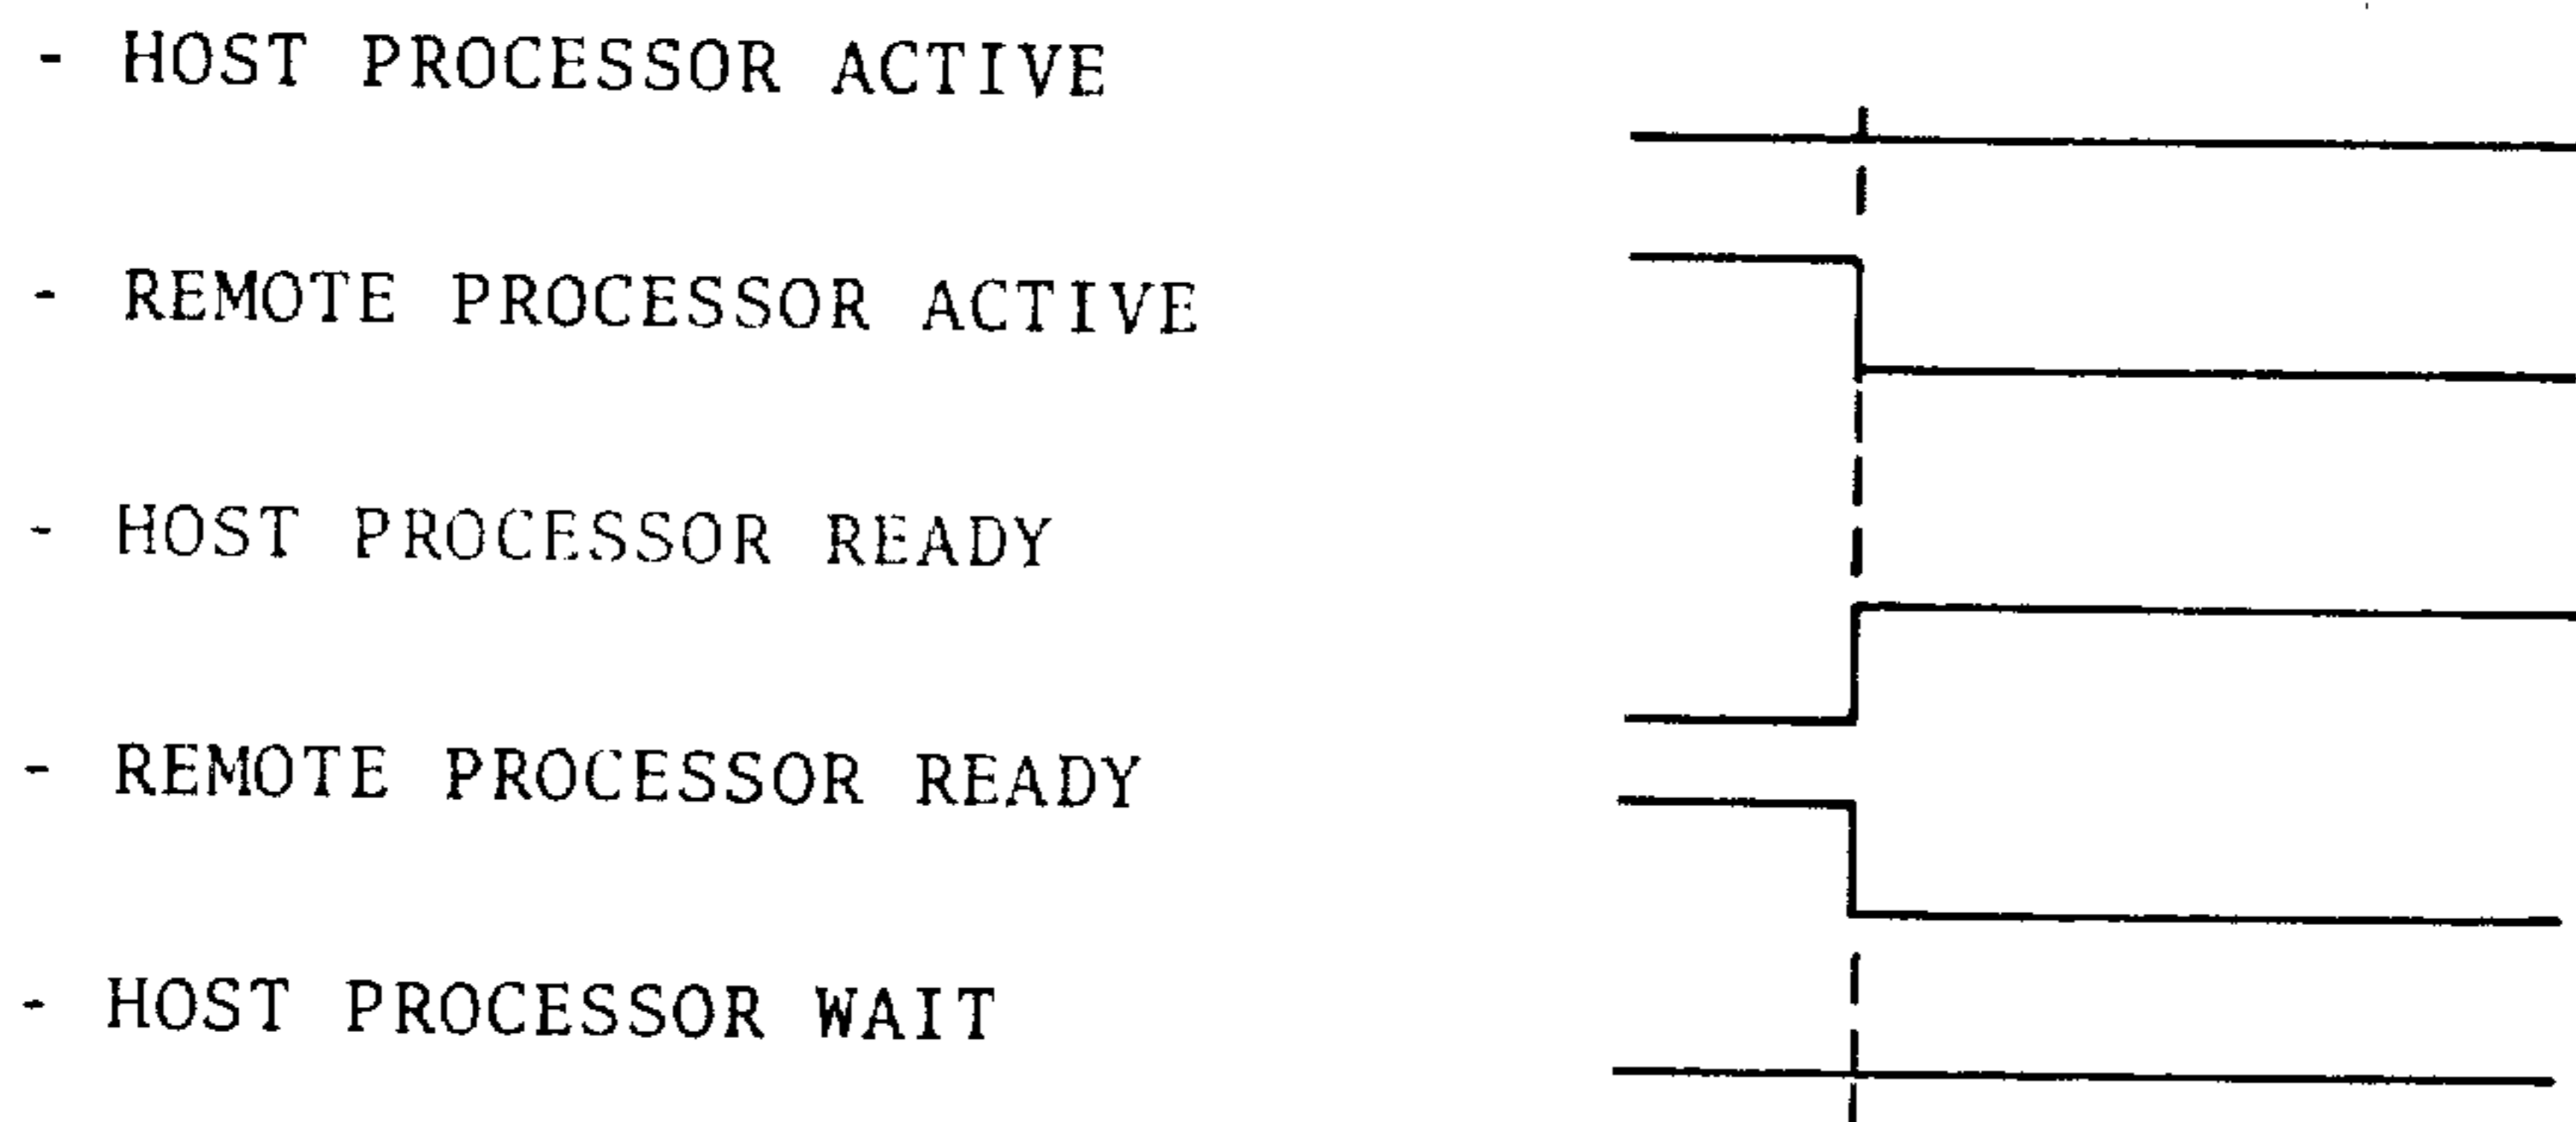 - HOST PROCESSOR ACTIVE
- REMOTE PROCESSOR ACTIVE
- HOST PROCESSOR READY
- REMOTE PROCESSOR READY
- HOST PROCESSOR WAIT